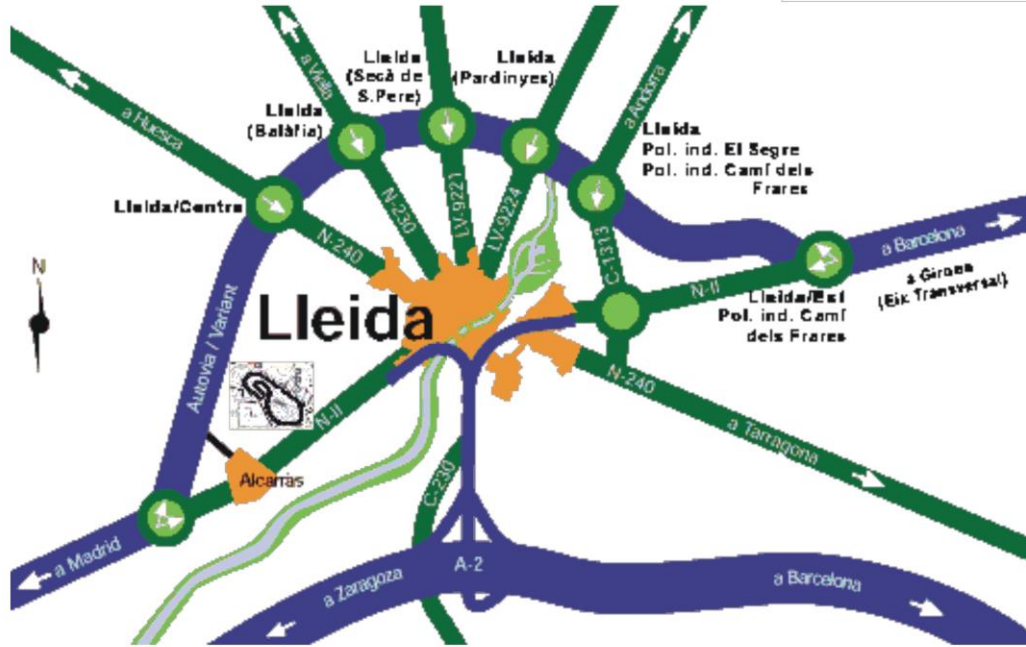 a Viella
Lleida
(Secà de
S.Pere)
Lleida
(Pardinyes)
a Andorra
a Huesca
Lleida
(Balàfia)
Lleida
Pol. ind. El Segre
Pol. ind. Camí dels
Frares
Lleida/Centre
N-240
N-230
LV-9221
LV-9224
C-1313
a Barcelona
a Girona
(Eix Transversal)
N-II
Lleida/Est
Pol. ind. Camí
dels Frares
N
Lleida
Autovia / Variant
N-II
N-240
a Tarragona
Alcarràs
C-230
a Madrid
a Zaragoza
A-2
a Barcelona